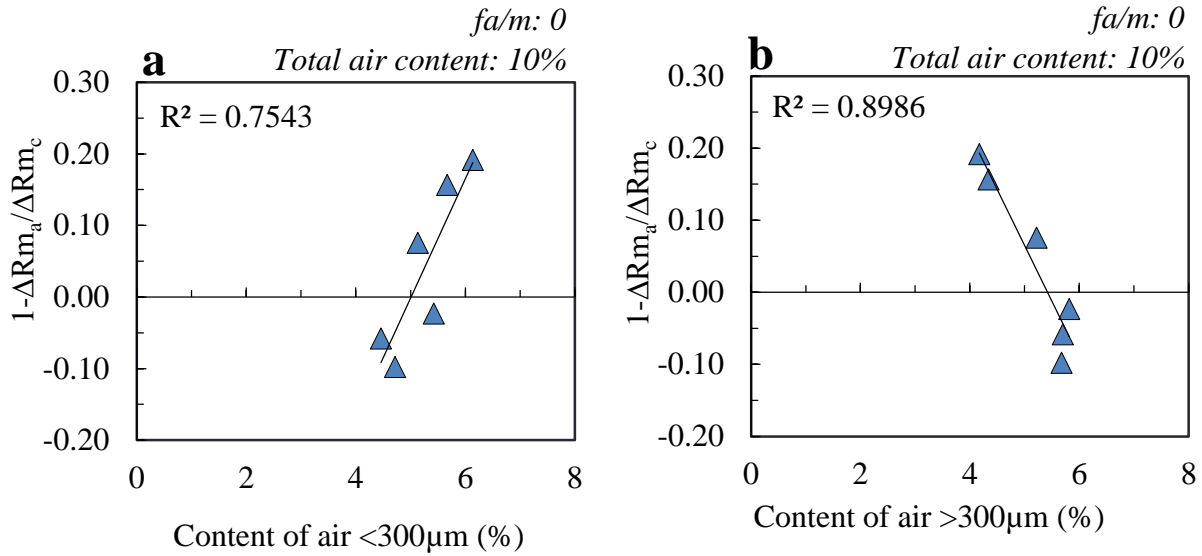 fa/m: 0
a
Total air content: 10%
R² = 0.7543
1-ΔRmₐ/ΔRm_c
0.30
0.20
0.10
0.00
-0.10
-0.20
0 2 4 6 8
Content of air <300μm (%)
fa/m: 0
b
Total air content: 10%
R² = 0.8986
1-ΔRmₐ/ΔRm_c
0.30
0.20
0.10
0.00
-0.10
-0.20
0 2 4 6 8
Content of air >300μm (%)